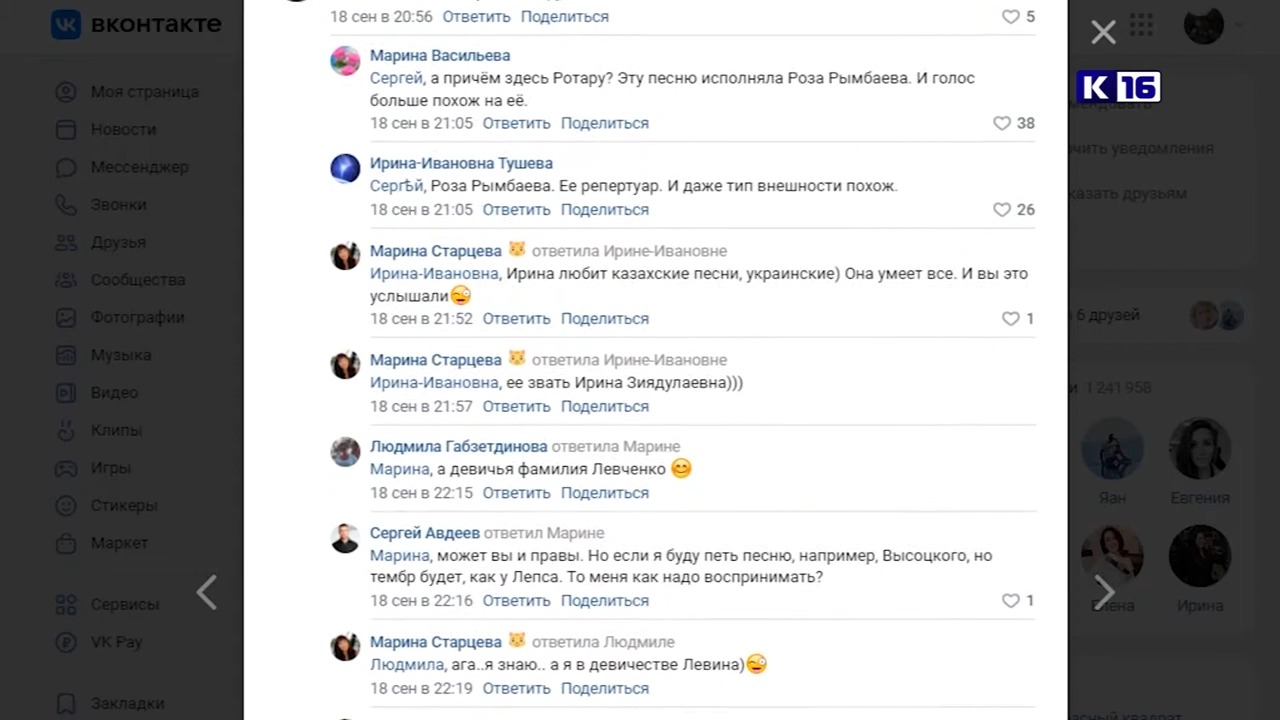 вконтакте
Моя страница
Новости
Мессенджер
Звонки
Друзья
Сообщества
Фотографии
Музыка
Видео
Клипы
Игры
Стикеры
Маркет
Сервисы
VK Pay
Закладки
18 сен в 20:56 Ответить Поделиться 5
Марина Васильева
Сергей, а причём здесь Ротару? Эту песню исполняла Роза Рымбаева. И голос
больше похож на её.
18 сен в 21:05 Ответить Поделиться 38
Ирина-Ивановна Тушева
Сергѣй, Роза Рымбаева. Ее репертуар. И даже тип внешности похож.
18 сен в 21:05 Ответить Поделиться 26
Марина Старцева ответила Ирине-Ивановне
Ирина-Ивановна, Ирина любит казахские песни, украинские) Она умеет все. И вы это
услышали
18 сен в 21:52 Ответить Поделиться 1
Марина Старцева ответила Ирине-Ивановне
Ирина-Ивановна, ее звать Ирина Зиядулаевна)))
18 сен в 21:57 Ответить Поделиться
Людмила Габзетдинова ответила Марине
Марина, а девичья фамилия Левченко
18 сен в 22:15 Ответить Поделиться
Сергей Авдеев ответил Марине
Марина, может вы и правы. Но если я буду петь песню, например, Высоцкого, но
тембр будет, как у Лепса. То меня как надо воспринимать?
18 сен в 22:16 Ответить Поделиться 1
Марина Старцева ответила Людмиле
Людмила, ага..я знаю.. а я в девичестве Левина)
18 сен в 22:19 Ответить Поделиться
К 16
уведомления
друзьям
6 друзей
1 241 958
Яан Евгения
Елена Ирина